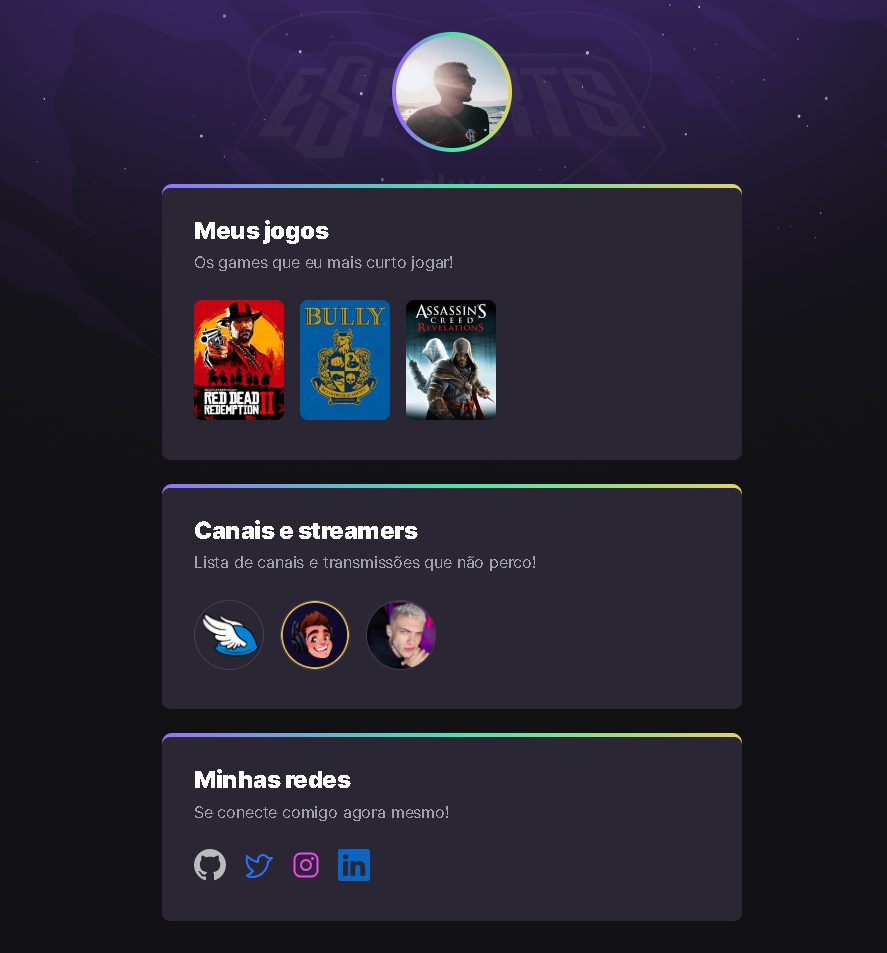 ESPORTS
Meus jogos
Os games que eu mais curto jogar!
RED DEAD
REDEMPTION II
BULLY
ASSASSIN'S
CREED
REVELATIONS
Canais e streamers
Lista de canais e transmissões que não perco!
Minhas redes
Se conecte comigo agora mesmo!
in